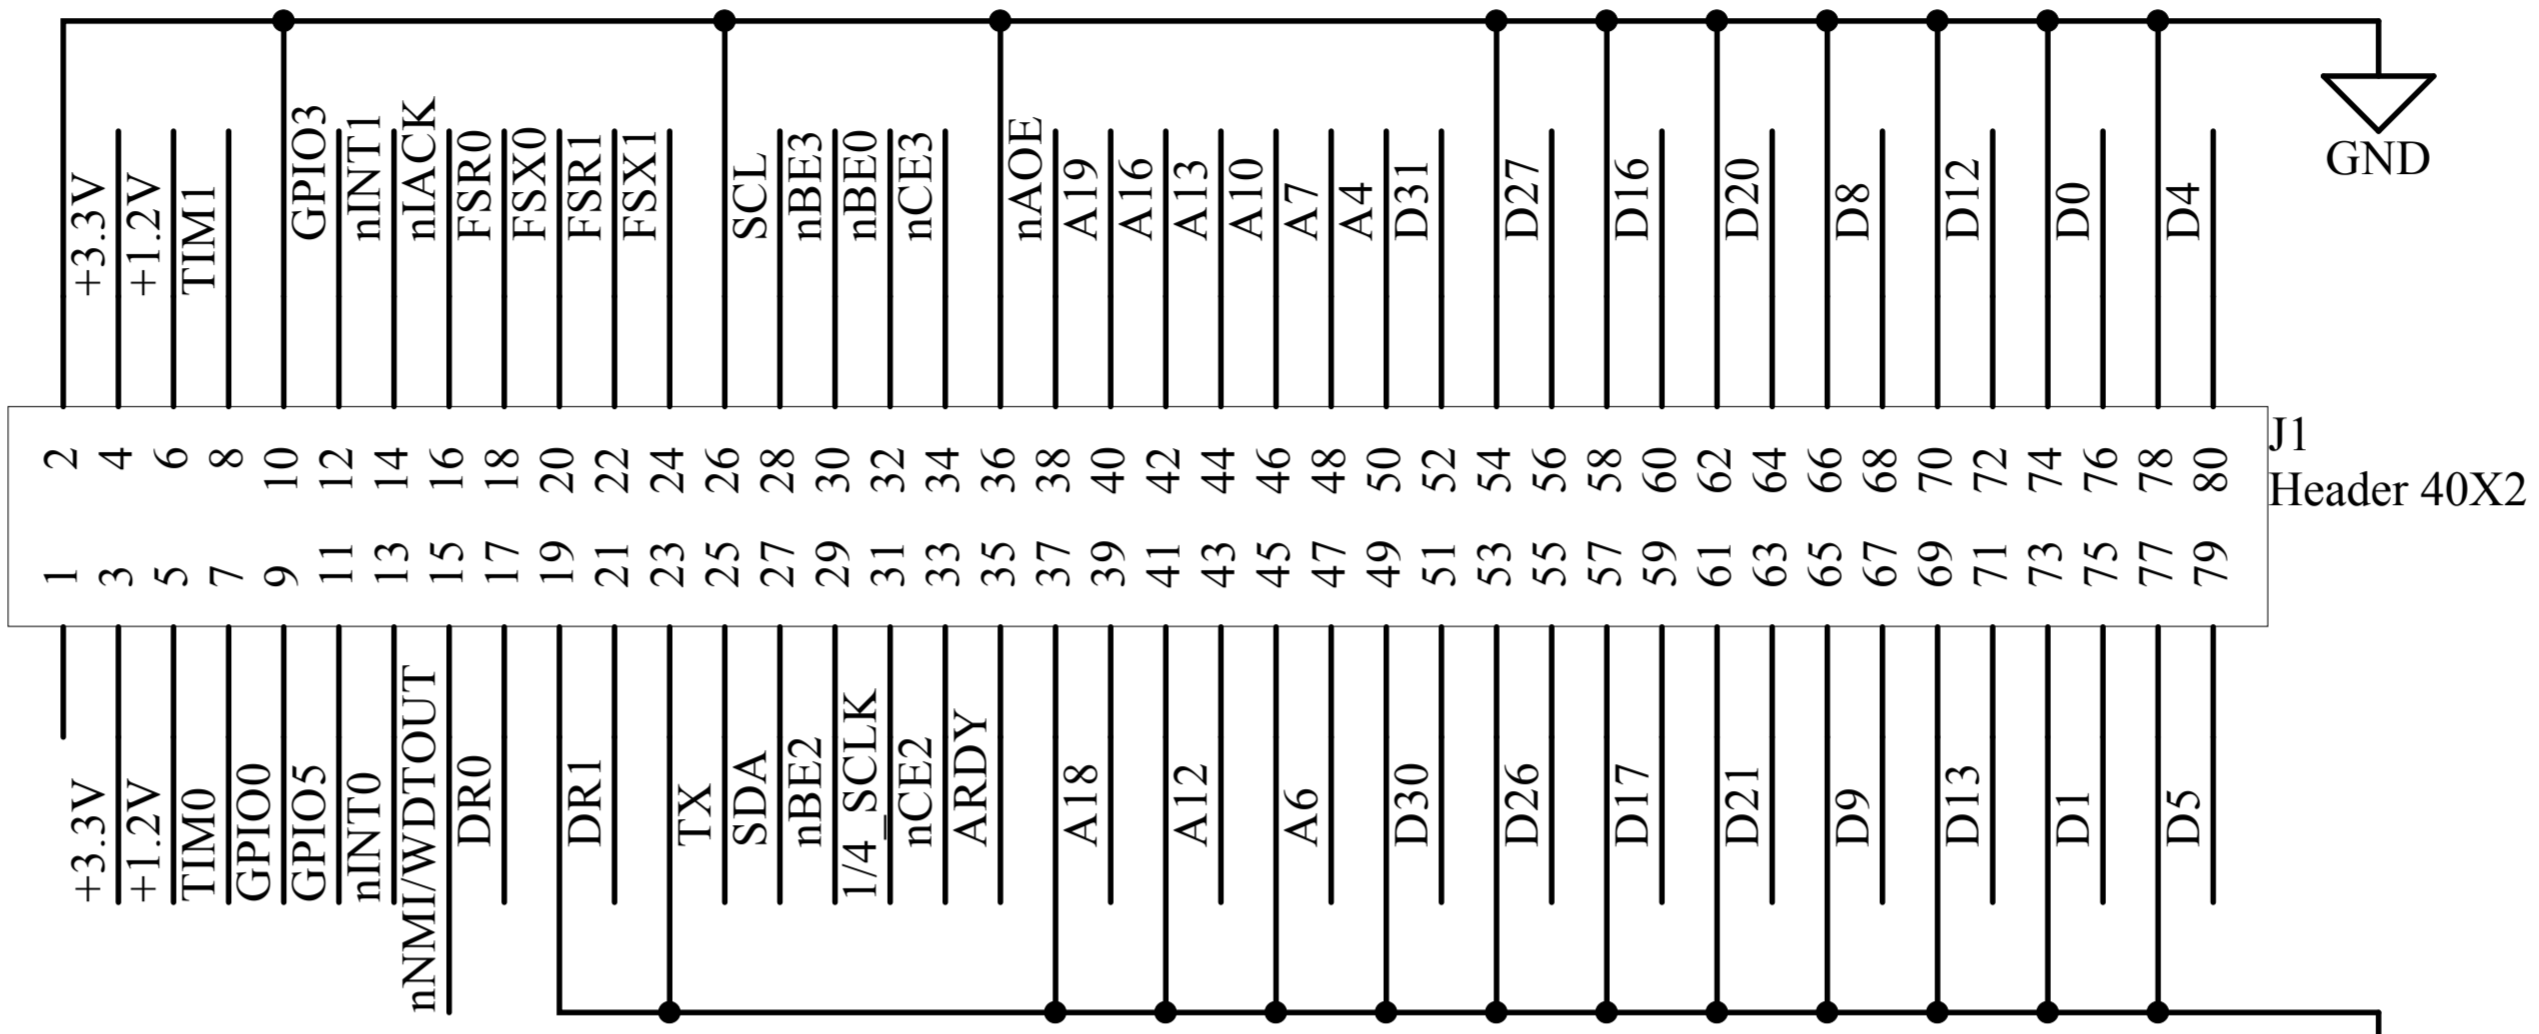 +3.3V
+1.2V
TIM1
GPIO3
nINT1
nIACK
FSR0
FSX0
FSR1
FSX1
SCL
nBE3
nBE0
nCE3
nAOE
A19
A16
A13
A10
A7
A4
D31
D27
D16
D20
D8
D12
D0
D4
GND
2 4 6 8 10 12 14 16 18 20 22 24 26 28 30 32 34 36 38 40 42 44 46 48 50 52 54 56 58 60 62 64 66 68 70 72 74 76 78 80
J1
Header 40X2
1 3 5 7 9 11 13 15 17 19 21 23 25 27 29 31 33 35 37 39 41 43 45 47 49 51 53 55 57 59 61 63 65 67 69 71 73 75 77 79
+3.3V
+1.2V
TIM0
GPIO0
GPIO5
nINT0
nNMI/WDTOUT
DR0
DR1
TX
SDA
nBE2
1/4_SCLK
nCE2
ARDY
A18
A12
A6
D30
D26
D17
D21
D9
D13
D1
D5